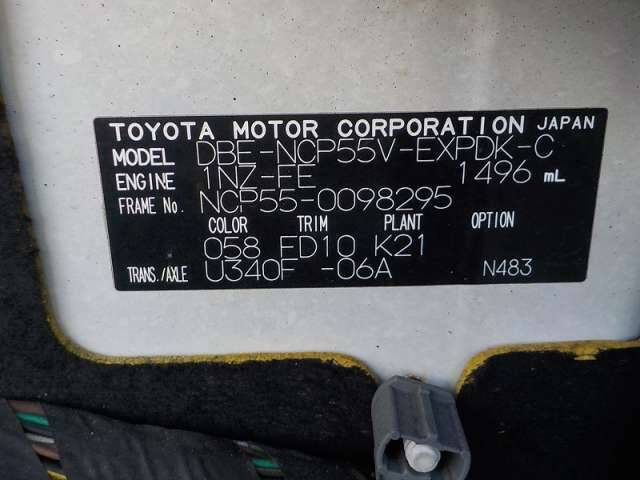 TOYOTA MOTOR CORPORATION JAPAN
MODEL DBE-NCP55V-EXPDK-C
ENGINE 1NZ-FE 1496 mL
FRAME No. NCP55-0098295
COLOR TRIM PLANT OPTION
058 FD10 K21
TRANS./AXLE U340F -06A N483